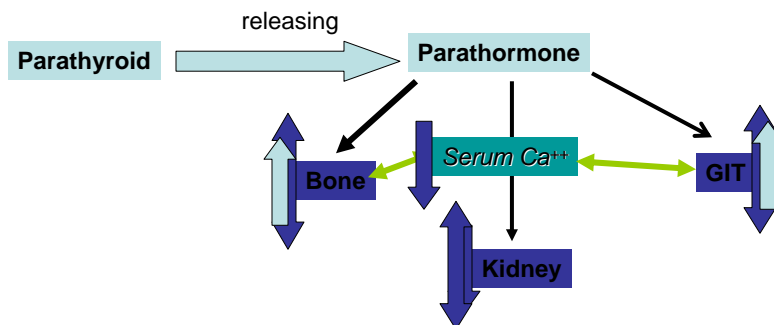 releasing
Parathyroid
Parathormone
Serum Ca++
Bone
GIT
Kidney